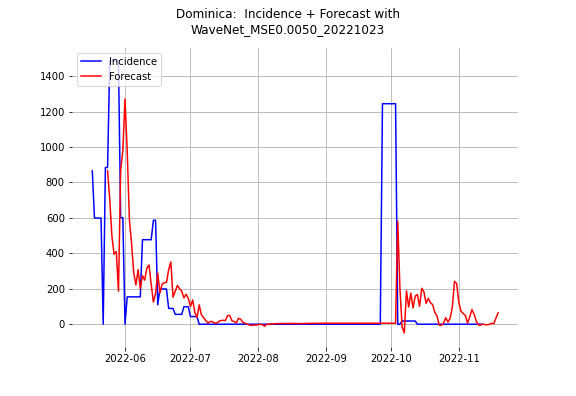 Dominica:  Incidence + Forecast with
WaveNet_MSE0.0050_20221023
Incidence
Forecast
1400
1200
1000
800
600
400
200
0
2022-06 2022-07 2022-08 2022-09 2022-10 2022-11